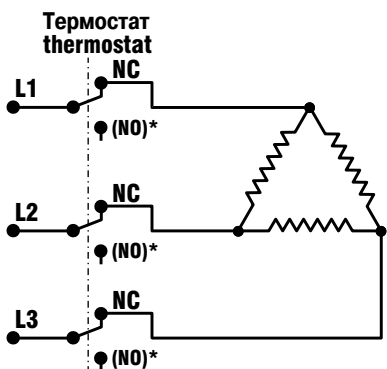 Термостат
thermostat
NC
L1
(NO)*
NC
L2
(NO)*
NC
L3
(NO)*